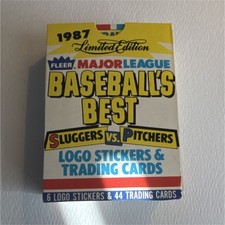 1987
Limited Edition
FLEER MAJOR LEAGUE
BASEBALL'S
BEST
SLUGGERS VS. PITCHERS
LOGO STICKERS &
TRADING CARDS
6 LOGO STICKERS & 44 TRADING CARDS